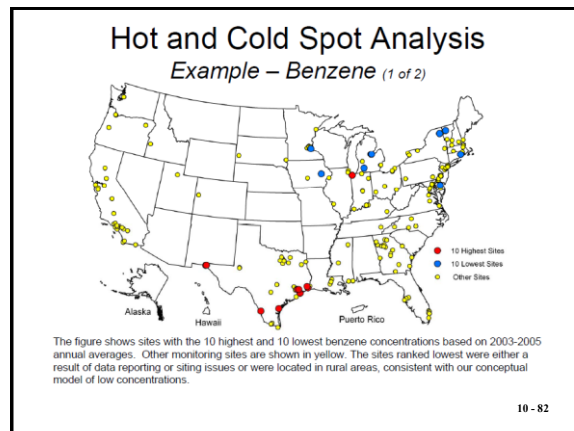 Hot and Cold Spot Analysis
Example – Benzene (1 of 2)
10 Highest Sites
10 Lowest Sites
Other Sites
Alaska
Hawaii
Puerto Rico
The figure shows sites with the 10 highest and 10 lowest benzene concentrations based on 2003-2005
annual averages.  Other monitoring sites are shown in yellow. The sites ranked lowest were either a
result of data reporting or siting issues or were located in rural areas, consistent with our conceptual
model of low concentrations.
10 - 82